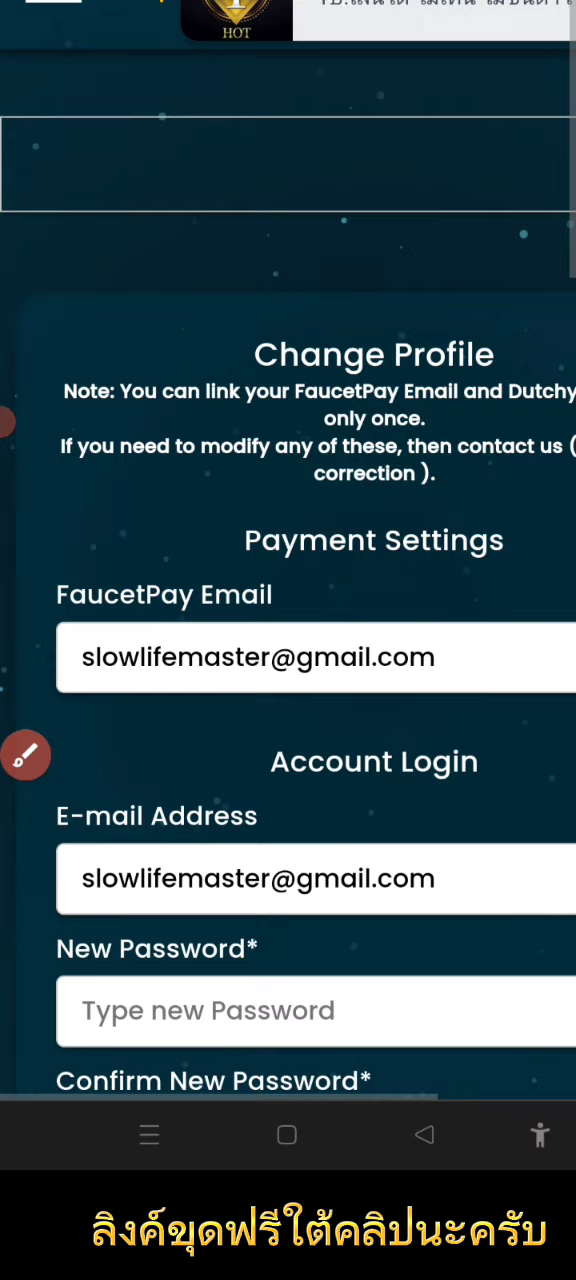 HOT
Change Profile
Note: You can link your FaucetPay Email and Dutchy
only once.
If you need to modify any of these, then contact us (
correction ).
Payment Settings
FaucetPay Email
slowlifemaster@gmail.com
Account Login
E-mail Address
slowlifemaster@gmail.com
New Password*
Type new Password
Confirm New Password*
ลิงค์ขุดฟรีใต้คลิปนะครับ